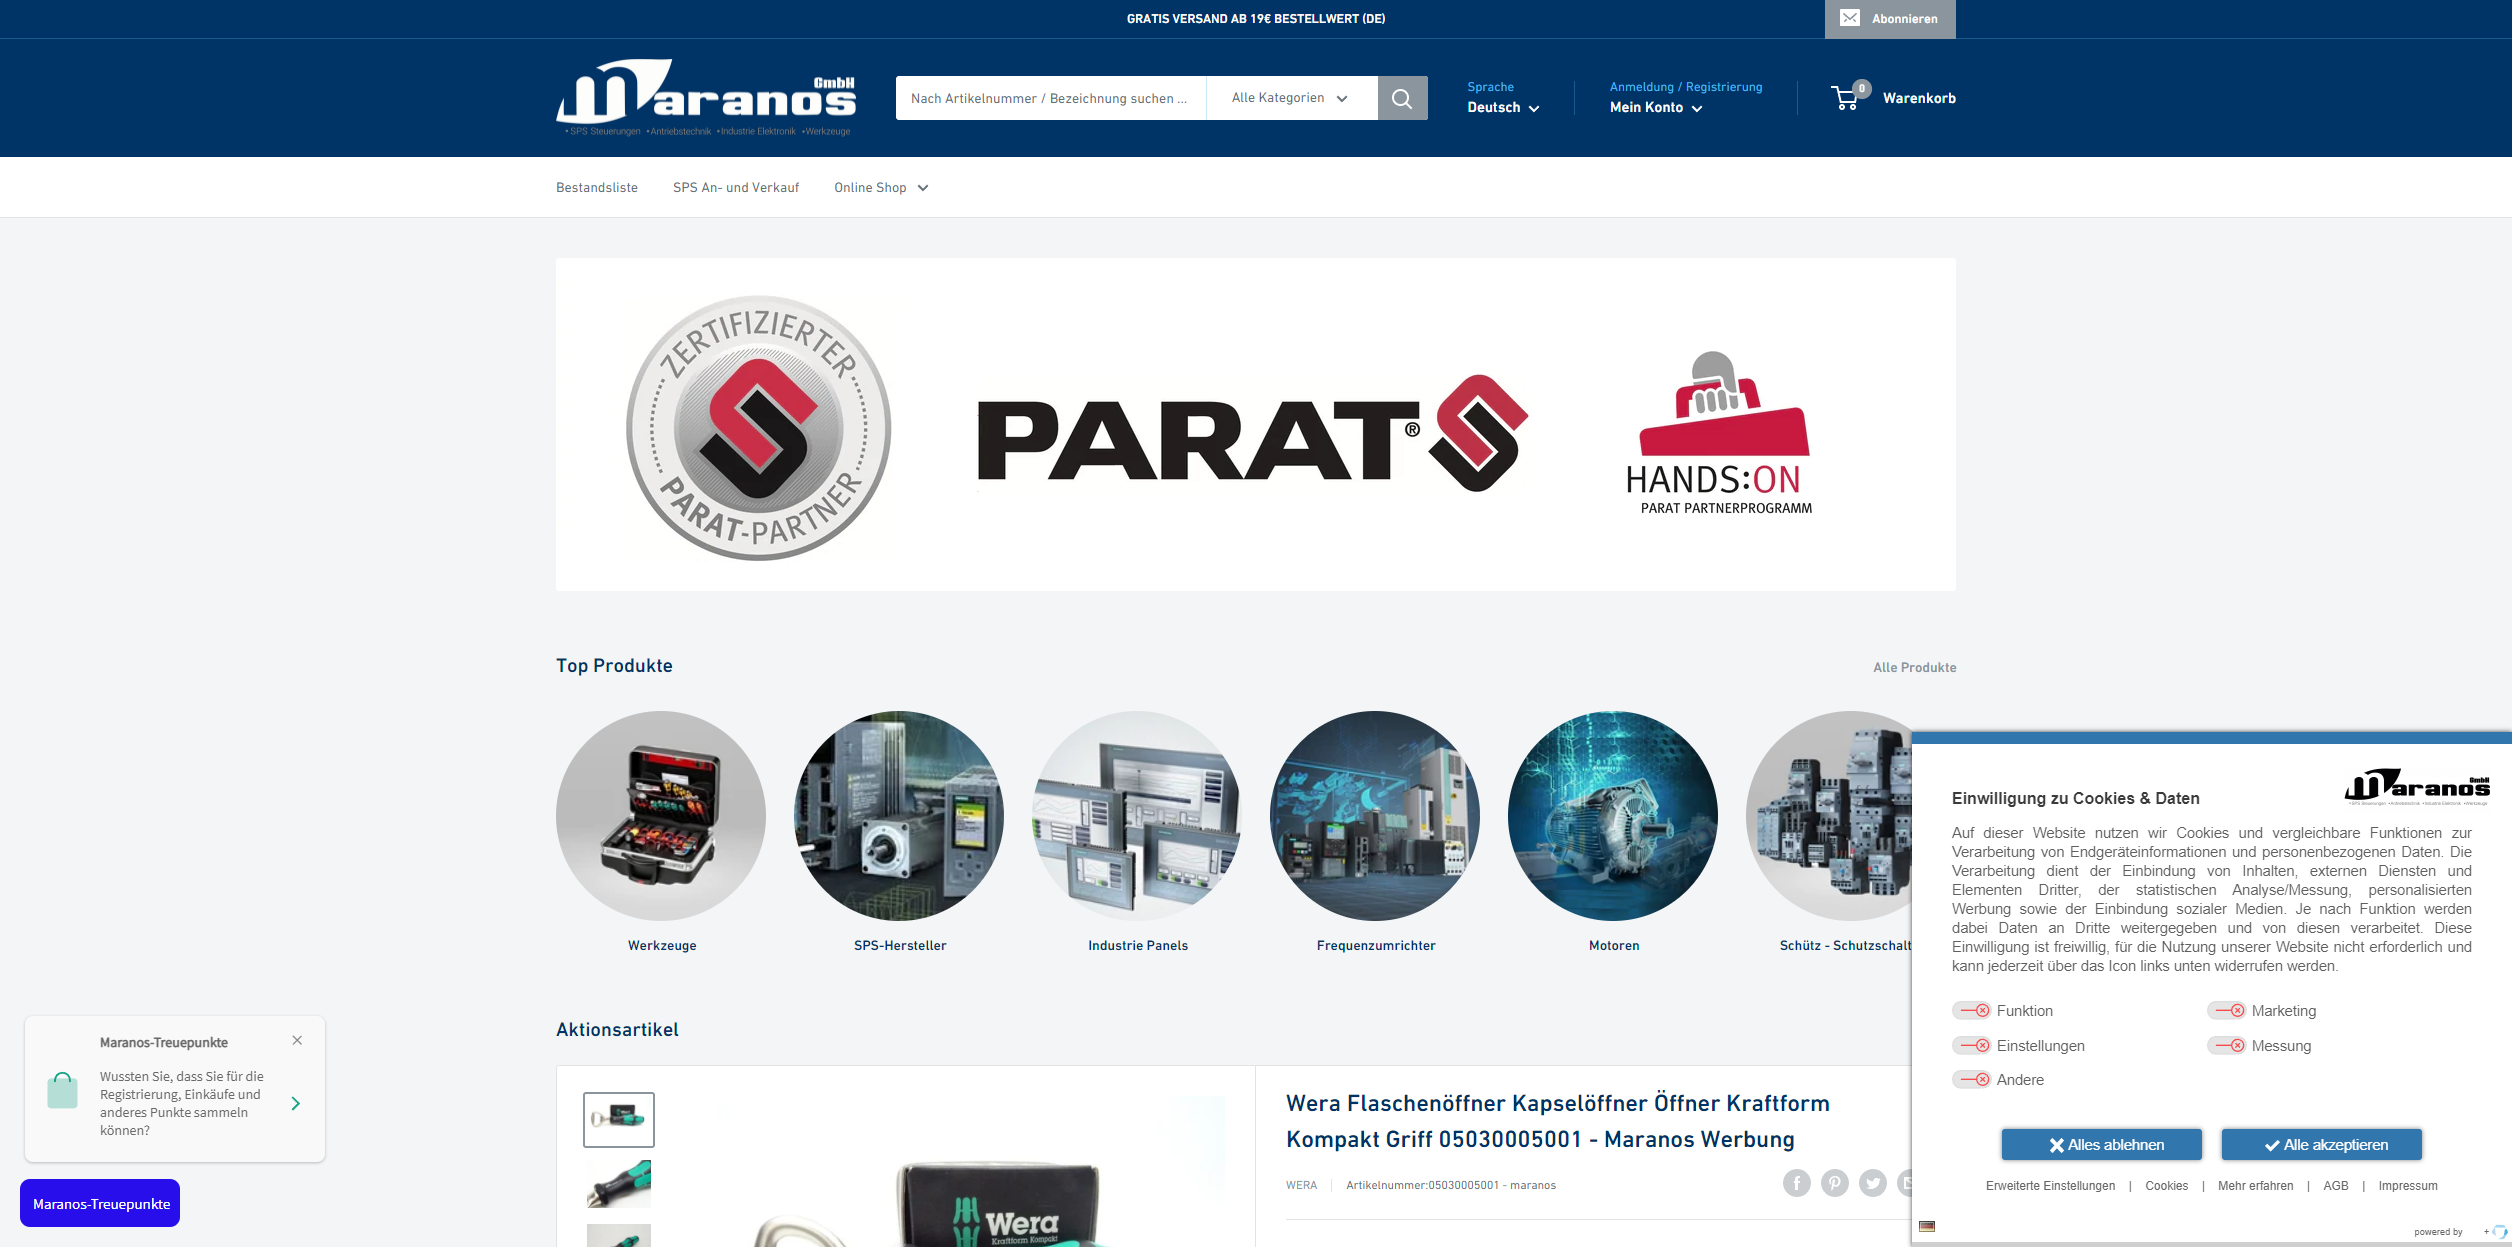 GRATIS VERSAND AB 19€ BESTELLWERT (DE)
Abonnieren
Maranos GmbH
•SPS Steuerungen •Antriebstechnik •Industrie Elektronik •Werkzeuge
Nach Artikelnummer / Bezeichnung suchen ...
Alle Kategorien
Sprache
Deutsch
Anmeldung / Registrierung
Mein Konto
0
Warenkorb
Bestandsliste
SPS An- und Verkauf
Online Shop
ZERTIFIZIERTER
PARAT-PARTNER
PARAT®
HANDS:ON
PARAT PARTNERPROGRAMM
Top Produkte
Alle Produkte
Werkzeuge
SPS-Hersteller
Industrie Panels
Frequenzumrichter
Motoren
Schütz - Schutzschalt
Aktionsartikel
Wera
Kraftform Kompakt
Wera Flaschenöffner Kapselöffner Öffner Kraftform
Kompakt Griff 05030005001 - Maranos Werbung
WERA
Artikelnummer:05030005001 - maranos
Maranos-Treuepunkte
Wussten Sie, dass Sie für die
Registrierung, Einkäufe und
anderes Punkte sammeln
können?
Maranos-Treuepunkte
Maranos GmbH
Einwilligung zu Cookies & Daten
Auf dieser Website nutzen wir Cookies und vergleichbare Funktionen zur
Verarbeitung von Endgeräteinformationen und personenbezogenen Daten. Die
Verarbeitung dient der Einbindung von Inhalten, externen Diensten und
Elementen Dritter, der statistischen Analyse/Messung, personalisierten
Werbung sowie der Einbindung sozialer Medien. Je nach Funktion werden
dabei Daten an Dritte weitergegeben und von diesen verarbeitet. Diese
Einwilligung ist freiwillig, für die Nutzung unserer Website nicht erforderlich und
kann jederzeit über das Icon links unten widerrufen werden.
Funktion
Marketing
Einstellungen
Messung
Andere
Alles ablehnen
Alle akzeptieren
Erweiterte Einstellungen | Cookies | Mehr erfahren | AGB | Impressum
powered by +